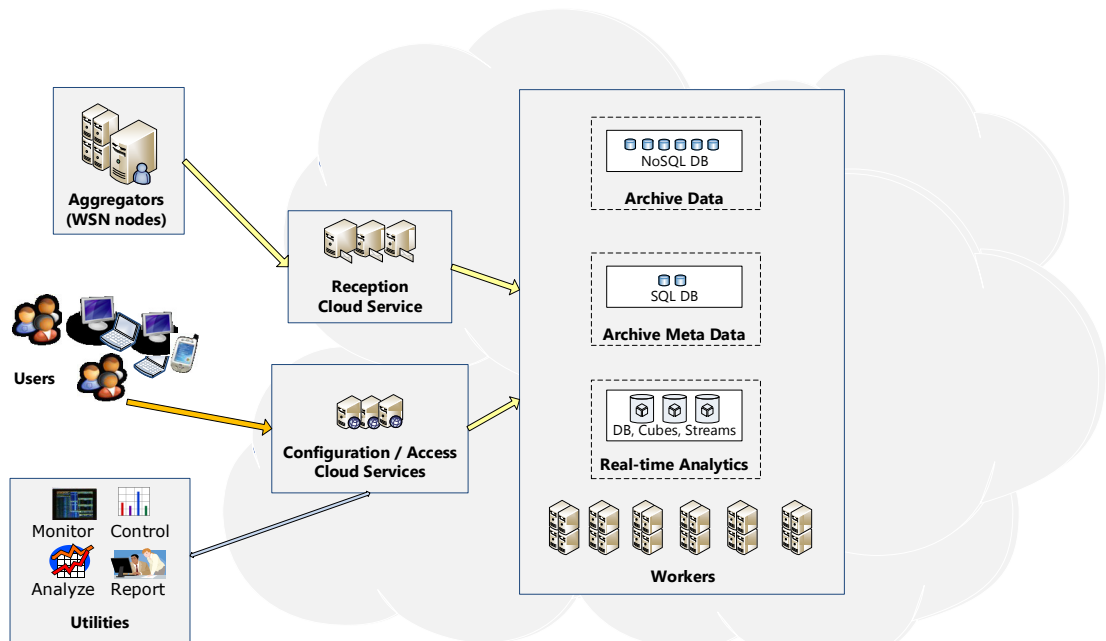 Aggregators
(WSN nodes)
Reception
Cloud Service
Users
Configuration / Access
Cloud Services
Monitor
Control
Analyze
Report
Utilities
NoSQL DB
Archive Data
SQL DB
Archive Meta Data
DB, Cubes, Streams
Real-time Analytics
Workers